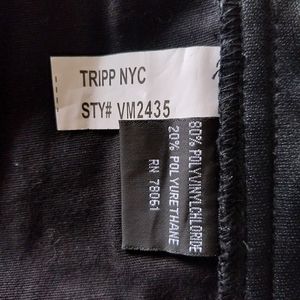 TRIPP NYC
STY# VM2435
80% POLYVINYLCHLORIDE
20% POLYURETHANE
RN 78061